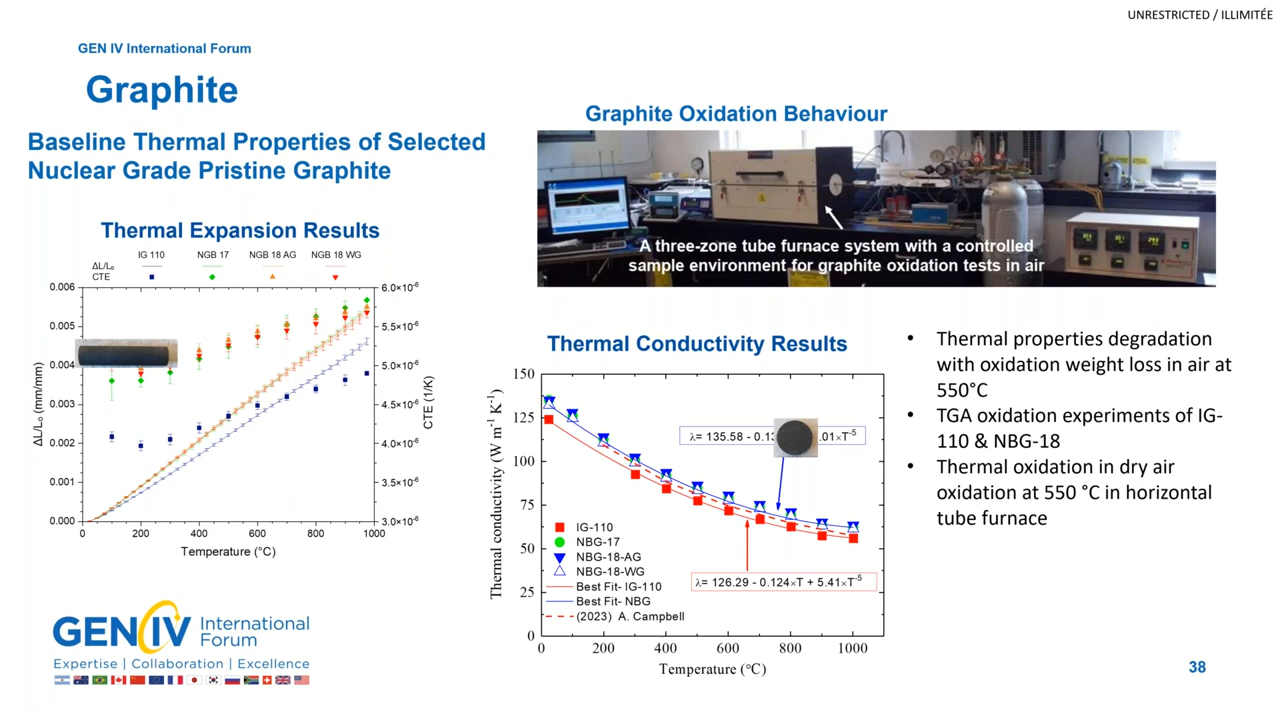 UNRESTRICTED / ILLIMITÉE
GEN IV International Forum
Graphite
Baseline Thermal Properties of Selected
Nuclear Grade Pristine Graphite
Thermal Expansion Results
IG 110 NGB 17 NGB 18 AG NGB 18 WG
ΔL/L₀
CTE
0.006
0.005
0.004
0.003
0.002
0.001
0.000
ΔL/L₀ (mm/mm)
6.0×10⁻⁶
5.5×10⁻⁶
5.0×10⁻⁶
4.5×10⁻⁶
4.0×10⁻⁶
3.5×10⁻⁶
3.0×10⁻⁶
CTE (1/K)
0 200 400 600 800 1000
Temperature (°C)
GENIV International
Forum
Expertise | Collaboration | Excellence
Graphite Oxidation Behaviour
A three-zone tube furnace system with a controlled
sample environment for graphite oxidation tests in air
Thermal Conductivity Results
150
125
100
75
50
25
0
Thermal conductivity (W m⁻¹ K⁻¹)
λ= 135.58 - 0.13 .01×T⁻⁵
IG-110
NBG-17
NBG-18-AG
NBG-18-WG
Best Fit- IG-110
Best Fit- NBG
(2023) A. Campbell
λ= 126.29 - 0.124×T + 5.41×T⁻⁵
0 200 400 600 800 1000
Temperature (°C)
• Thermal properties degradation
with oxidation weight loss in air at
550°C
• TGA oxidation experiments of IG-
110 & NBG-18
• Thermal oxidation in dry air
oxidation at 550 °C in horizontal
tube furnace
38